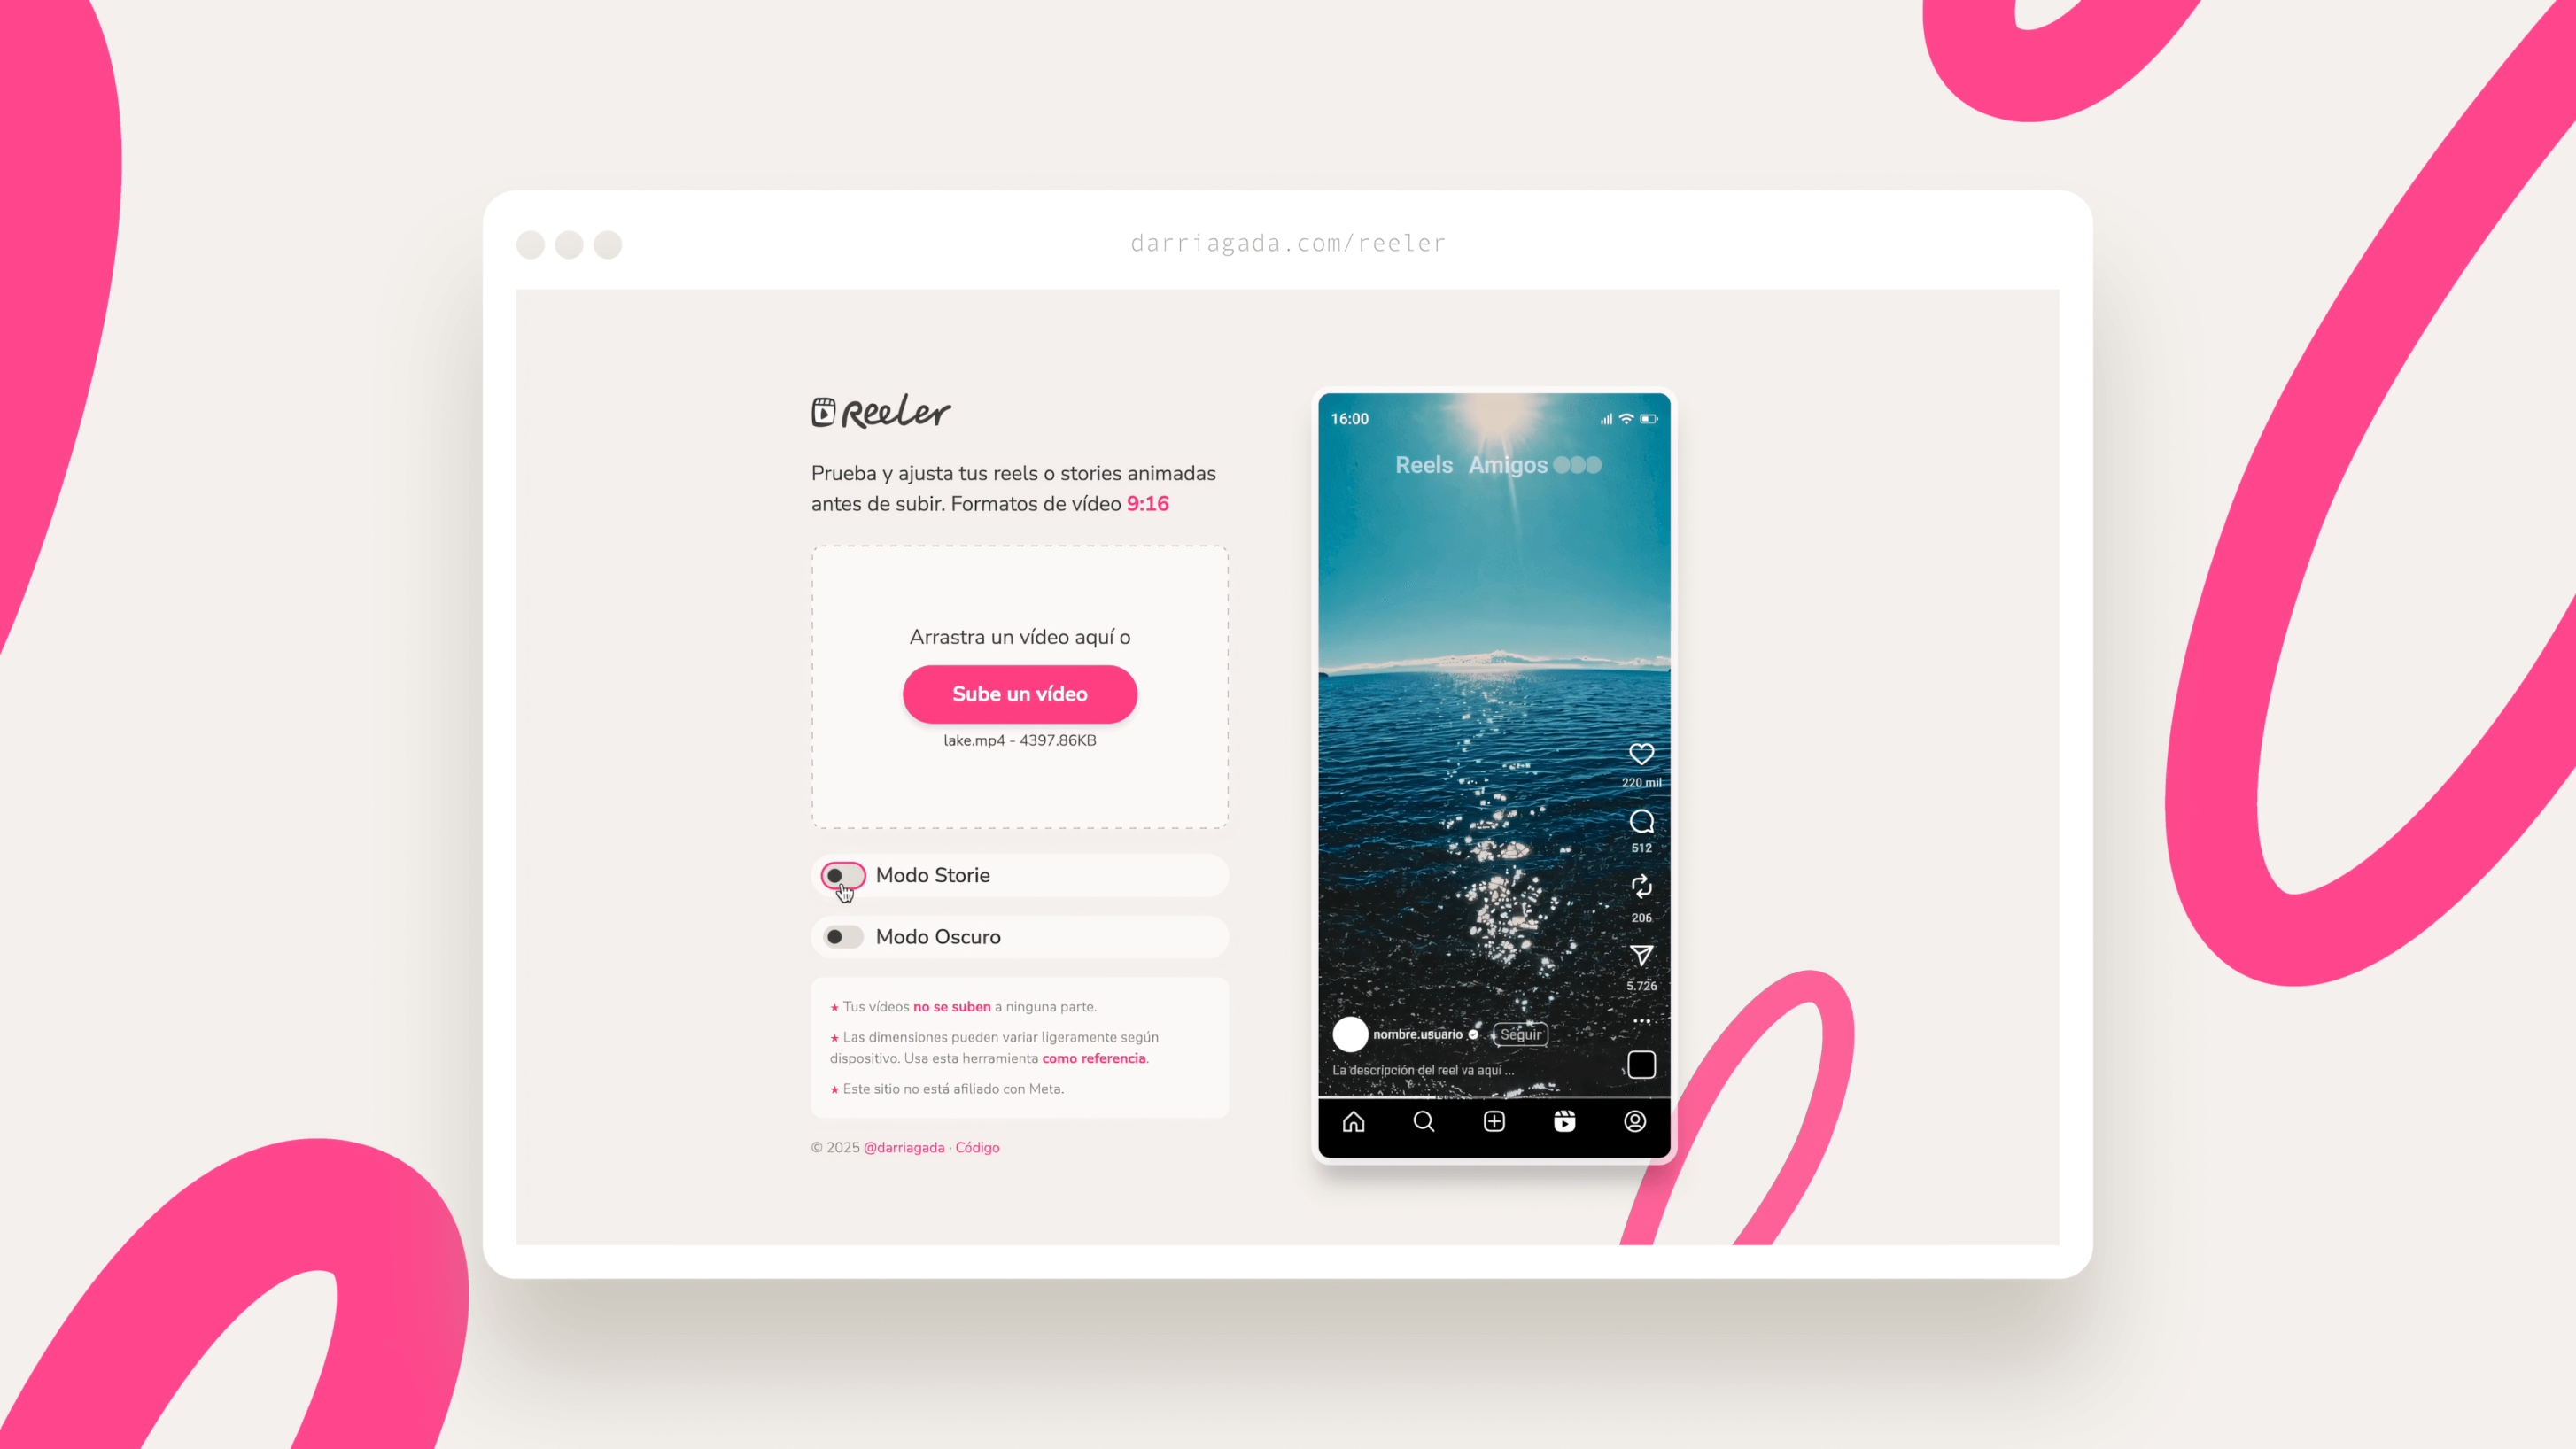 darriagada.com/reeler
Reeler
Prueba y ajusta tus reels o stories animadas
antes de subir. Formatos de vídeo 9:16
Arrastra un vídeo aquí o
Sube un vídeo
lake.mp4 - 4397.86KB
Modo Storie
Modo Oscuro
★ Tus vídeos no se suben a ninguna parte.
★ Las dimensiones pueden variar ligeramente según
dispositivo. Usa esta herramienta como referencia.
★ Este sitio no está afiliado con Meta.
© 2025 @darriagada · Código
16:00
Reels Amigos
220 mil
512
206
5.726
nombre.usuario Seguir
La descripción del reel va aquí ...